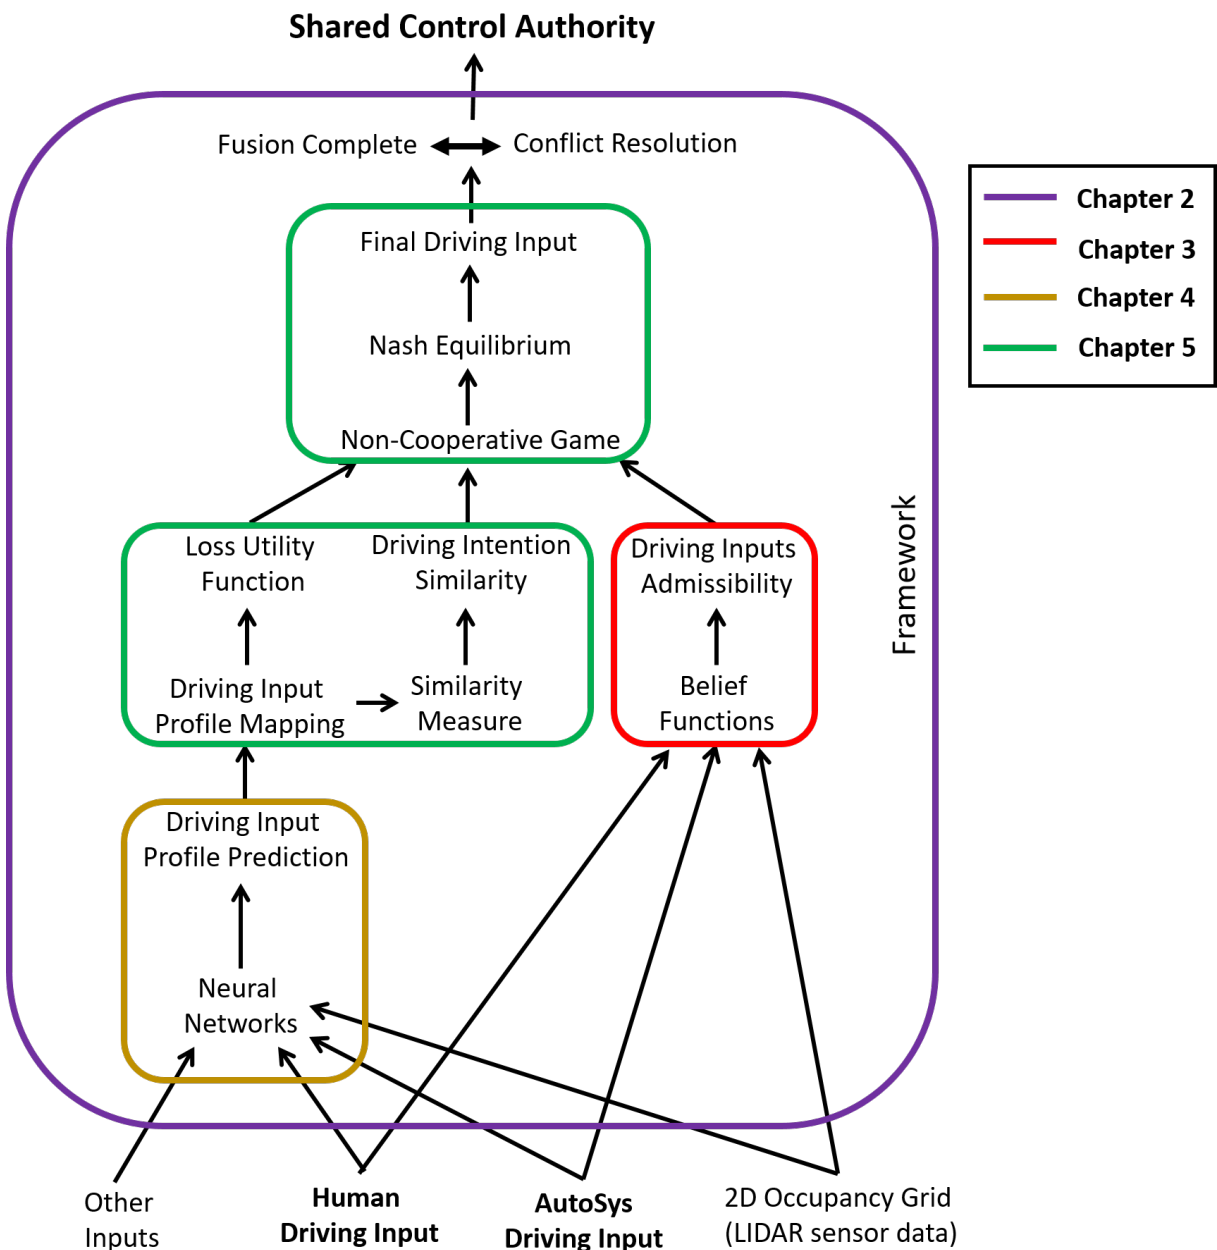 Shared Control Authority
Fusion Complete
Conflict Resolution
Final Driving Input
Nash Equilibrium
Non-Cooperative Game
Loss Utility
Function
Driving Intention
Similarity
Driving Inputs
Admissibility
Driving Input
Profile Mapping
Similarity
Measure
Belief
Functions
Driving Input
Profile Prediction
Neural
Networks
Other
Inputs
Human
Driving Input
AutoSys
Driving Input
2D Occupancy Grid
(LIDAR sensor data)
Framework
Chapter 2
Chapter 3
Chapter 4
Chapter 5